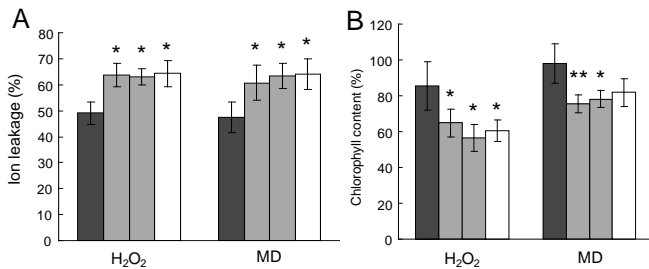 A
Ion leakage (%)
80
70
60
50
40
30
20
10
0
* * *
* * *
H₂O₂
MD
B
Chlorophyll content (%)
120
100
80
60
40
20
0
* * *
** *
H₂O₂
MD